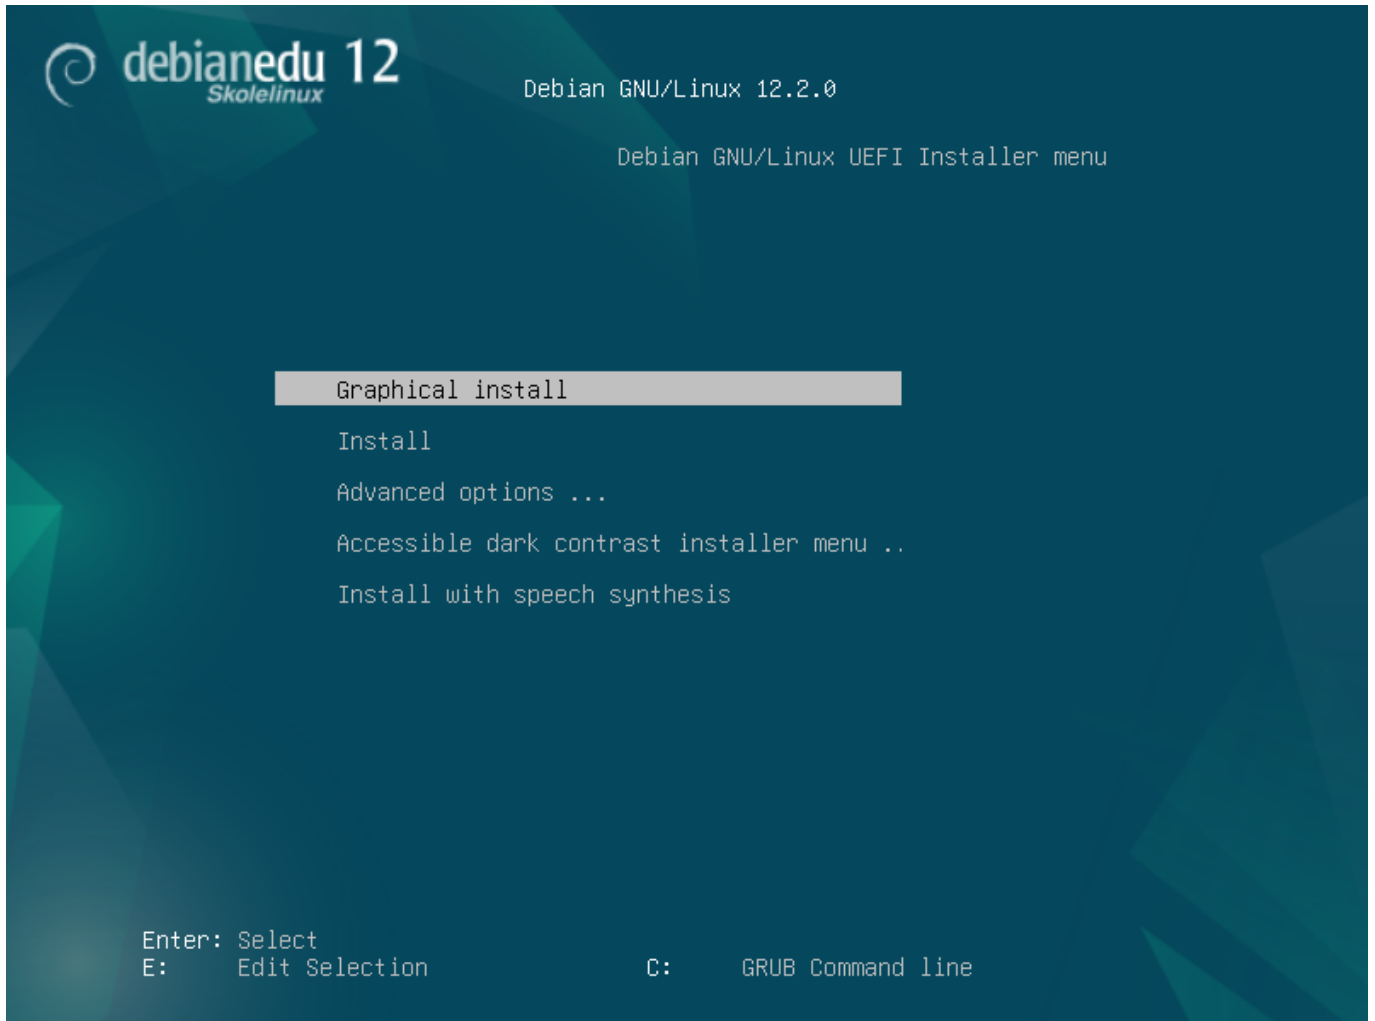 debianedu 12
Skolelinux
Debian GNU/Linux 12.2.0
Debian GNU/Linux UEFI Installer menu
Graphical install
Install
Advanced options ...
Accessible dark contrast installer menu ..
Install with speech synthesis
Enter: Select
E: Edit Selection C: GRUB Command line